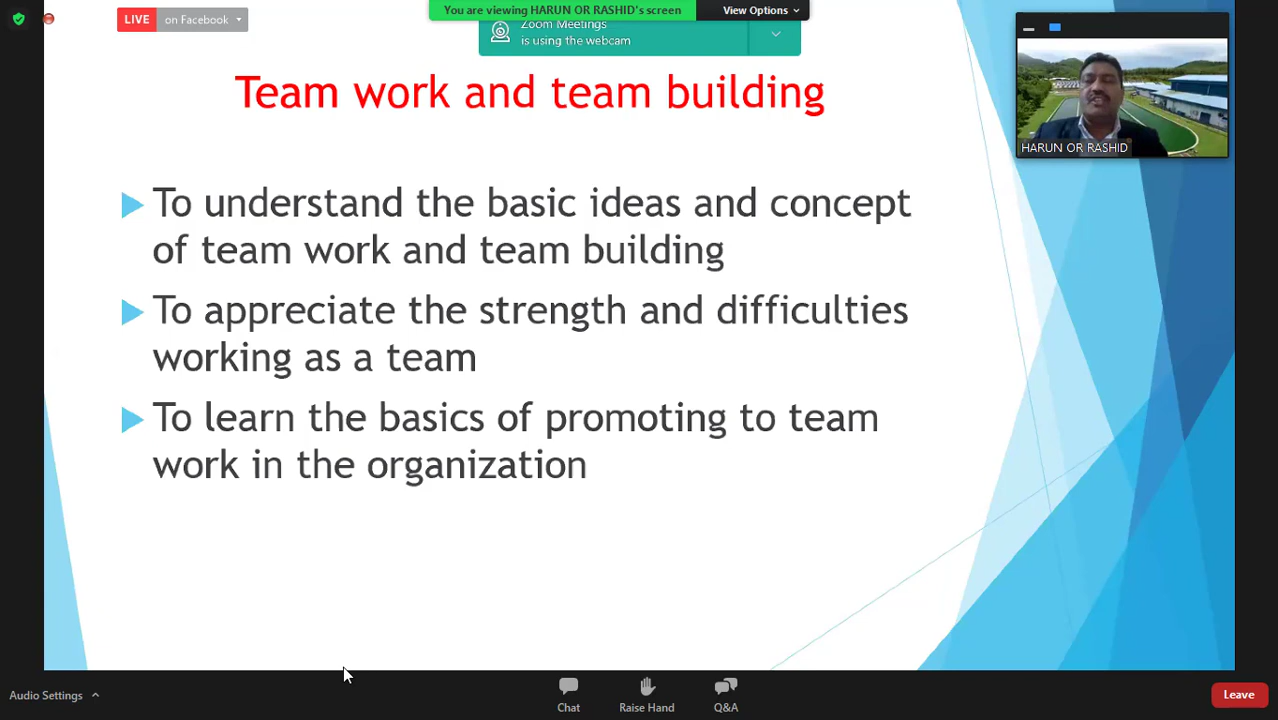 LIVE on Facebook
You are viewing HARUN OR RASHID's screen
View Options
Zoom Meetings
is using the webcam
Team work and team building
HARUN OR RASHID
To understand the basic ideas and concept
of team work and team building
To appreciate the strength and difficulties
working as a team
To learn the basics of promoting to team
work in the organization
Audio Settings
Chat
Raise Hand
Q&A
Leave